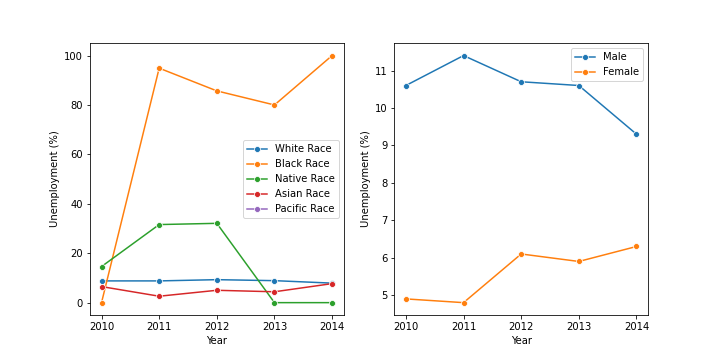 Unemployment (%)
100
80
60
40
20
0
2010 2011 2012 2013 2014
Year
White Race
Black Race
Native Race
Asian Race
Pacific Race
Unemployment (%)
11
10
9
8
7
6
5
2010 2011 2012 2013 2014
Year
Male
Female